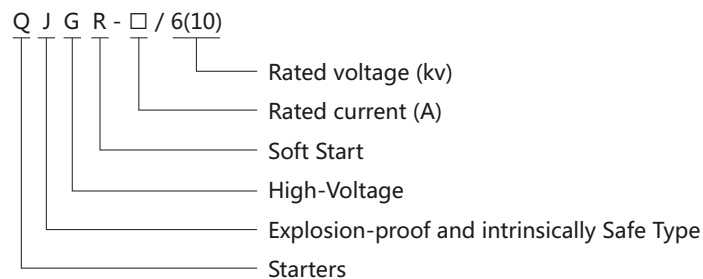 Q J G R - □ / 6(10)
Rated voltage (kv)
Rated current (A)
Soft Start
High-Voltage
Explosion-proof and intrinsically Safe Type
Starters